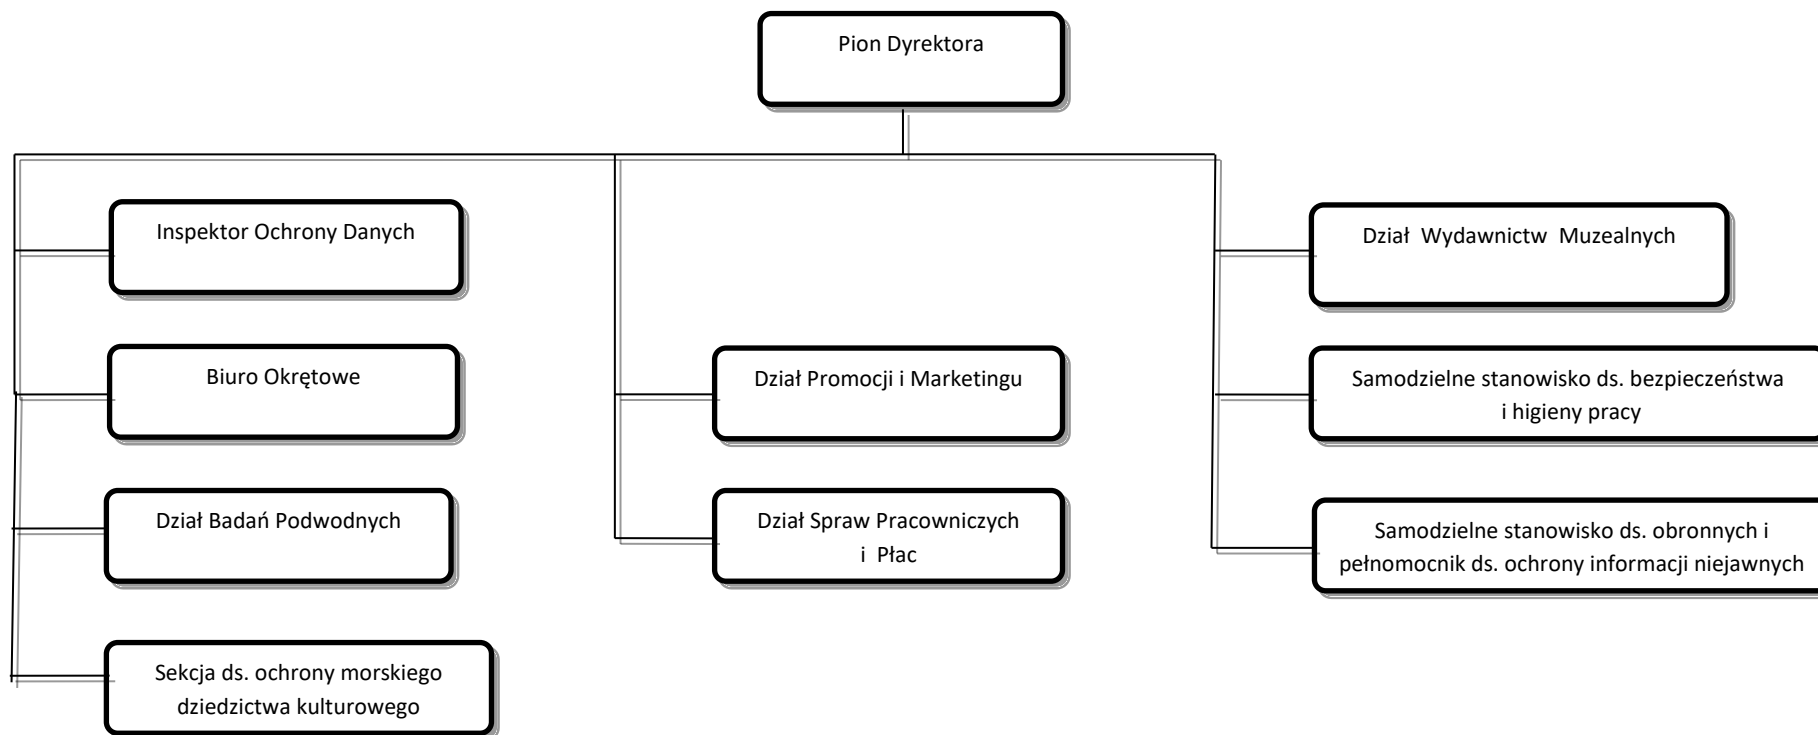 Pion Dyrektora
Inspektor Ochrony Danych
Biuro Okrętowe
Dział Badań Podwodnych
Sekcja ds. ochrony morskiego
dziedzictwa kulturowego
Dział Promocji i Marketingu
Dział Spraw Pracowniczych
i Płac
Dział Wydawnictw Muzealnych
Samodzielne stanowisko ds. bezpieczeństwa
i higieny pracy
Samodzielne stanowisko ds. obronnych i
pełnomocnik ds. ochrony informacji niejawnych